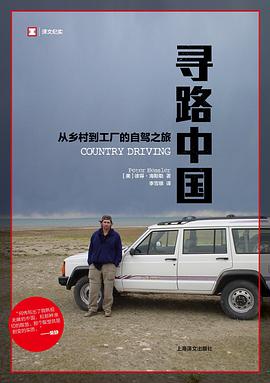 译文纪实
寻路中国
从乡村到工厂的自驾之旅
COUNTRY DRIVING
Peter Hessler
[美] 彼得·海斯勒 著
李雪顺 译
上海译文出版社